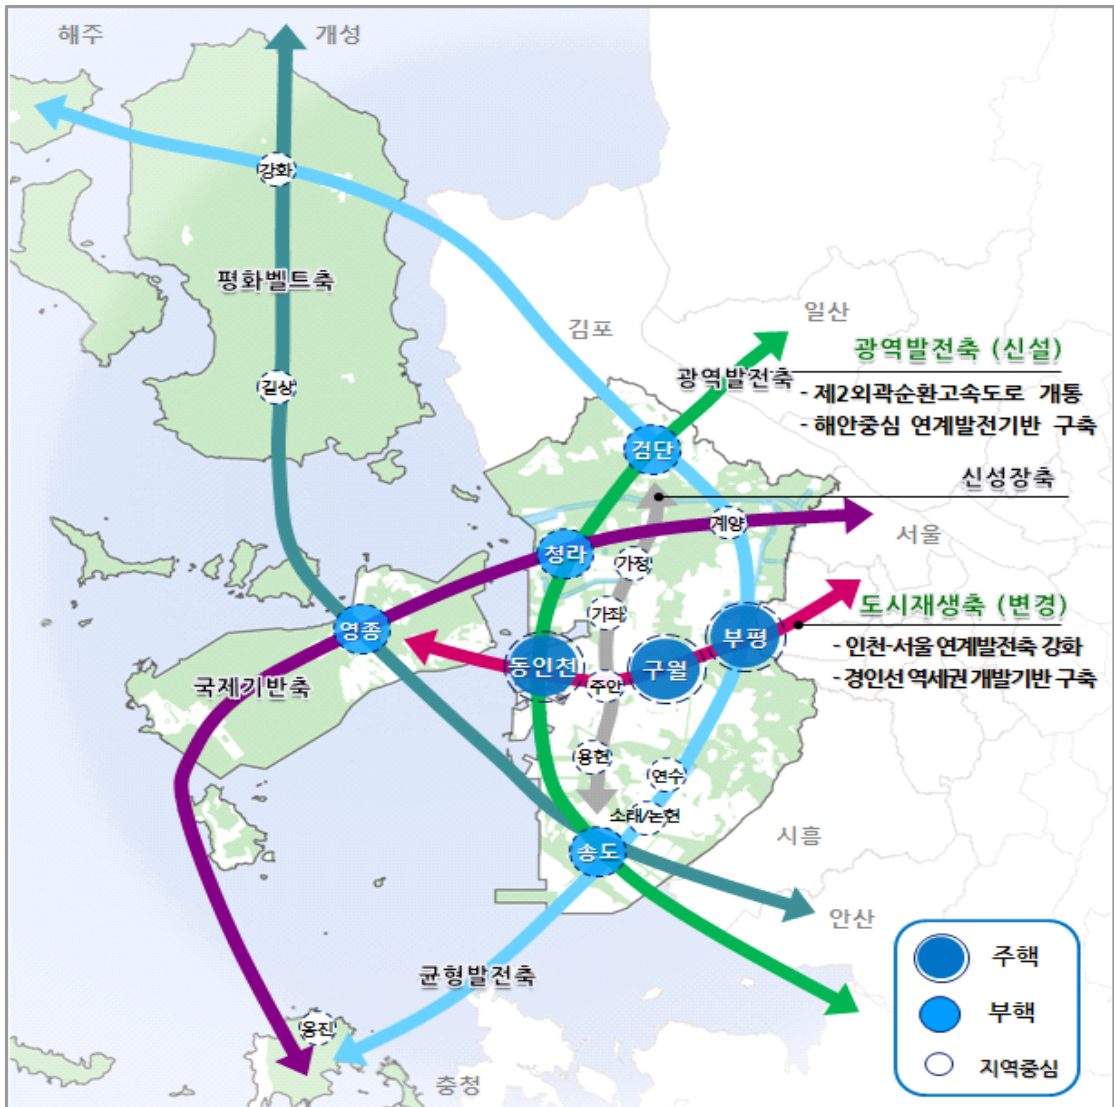 해주
개성
강화
평화벨트축
길상
김포
일산
광역발전축 (신설)
광역발전축
- 제2외곽순환고속도로 개통
- 해안중심 연계발전기반 구축
검단
신성장축
계양
서울
청라
가정
가좌
도시재생축 (변경)
영종
부평
- 인천-서울 연계발전축 강화
동인천
구월
- 경인선 역세권 개발기반 구축
국제기반축
주안
용현
연수
소래/논현
시흥
송도
안산
균형발전축
옹진
충청
주핵
부핵
지역중심